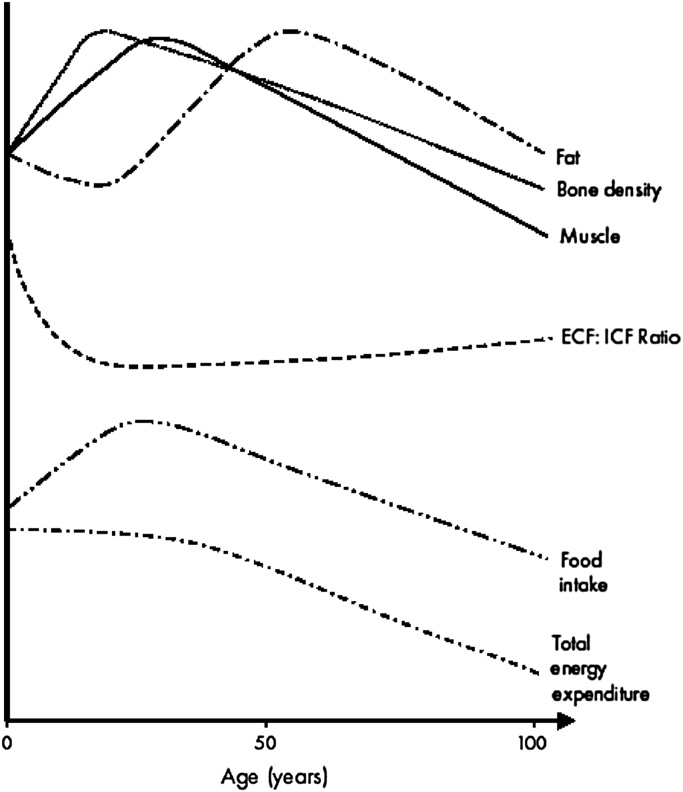 Fat
Bone density
Muscle
ECF: ICF Ratio
Food
intake
Total
energy
expenditure
0
50
100
Age (years)